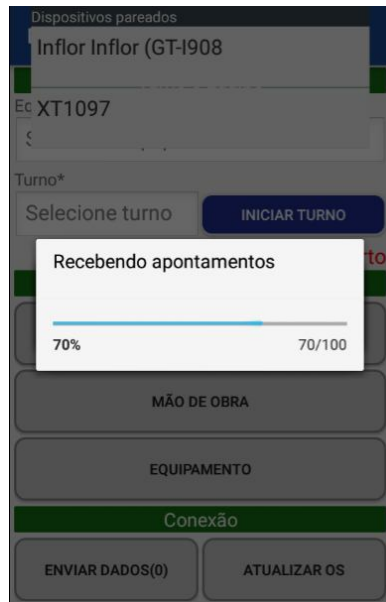 Dispositivos pareados
Inflor Inflor (GT-I908
XT1097
Turno*
Selecione turno
INICIAR TURNO
Recebendo apontamentos
70%
70/100
MÃO DE OBRA
EQUIPAMENTO
Conexão
ENVIAR DADOS(0)
ATUALIZAR OS